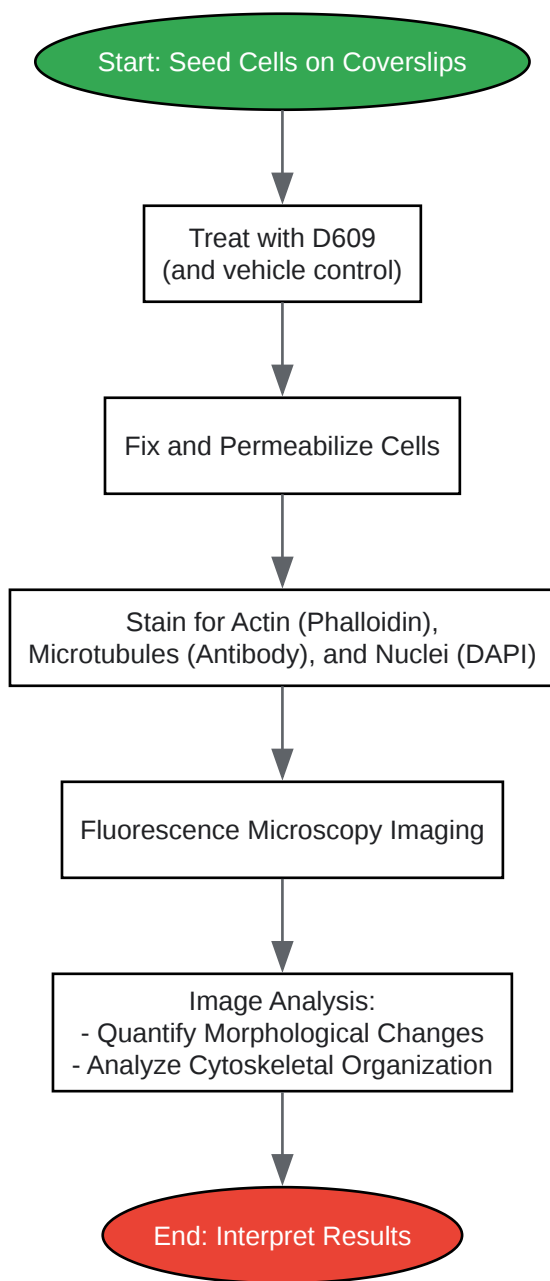 Start: Seed Cells on Coverslips
Treat with D609
(and vehicle control)
Fix and Permeabilize Cells
Stain for Actin (Phalloidin),
Microtubules (Antibody), and Nuclei (DAPI)
Fluorescence Microscopy Imaging
Image Analysis:
- Quantify Morphological Changes
- Analyze Cytoskeletal Organization
End: Interpret Results